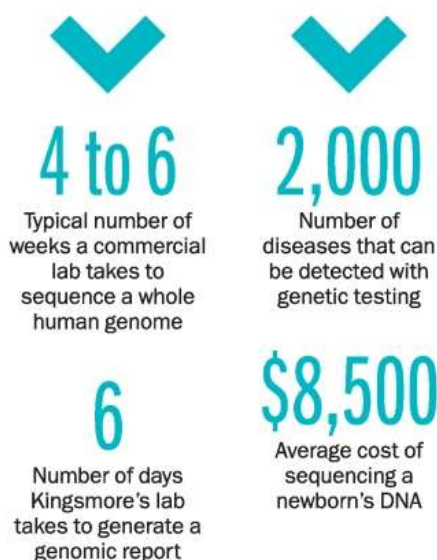 4 to 6
Typical number of
weeks a commercial
lab takes to
sequence a whole
human genome
6
Number of days
Kingsmore's lab
takes to generate a
genomic report
2,000
Number of
diseases that can
be detected with
genetic testing
$8,500
Average cost of
sequencing a
newborn's DNA